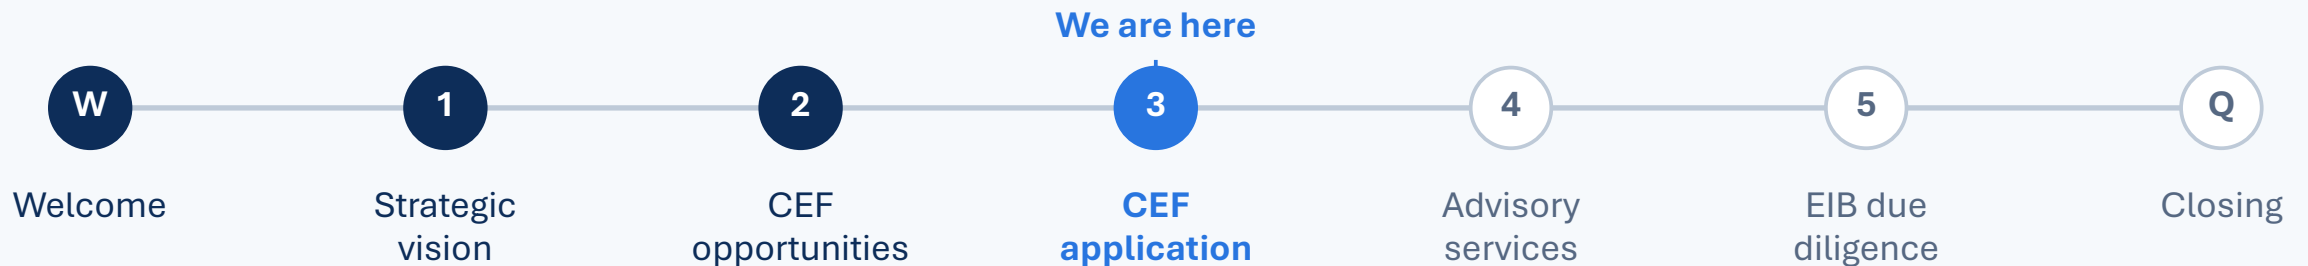 We are here
W
1
2
3
4
5
Q
Welcome
Strategic
vision
CEF
opportunities
CEF
application
Advisory
services
EIB due
diligence
Closing